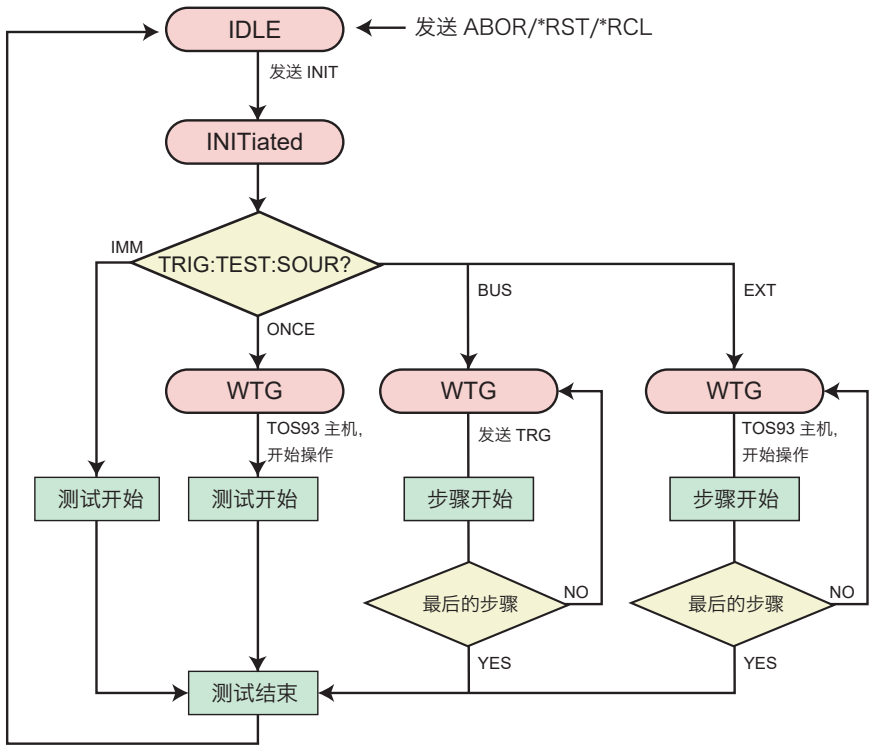 IDLE
发送 ABOR/*RST/*RCL
发送 INIT
INITiated
TRIG:TEST:SOUR?
IMM
ONCE
BUS
EXT
WTG
WTG
WTG
TOS93 主机,
开始操作
发送 TRG
TOS93 主机,
开始操作
测试开始
测试开始
步骤开始
步骤开始
最后的步骤
NO
最后的步骤
NO
YES
YES
测试结束